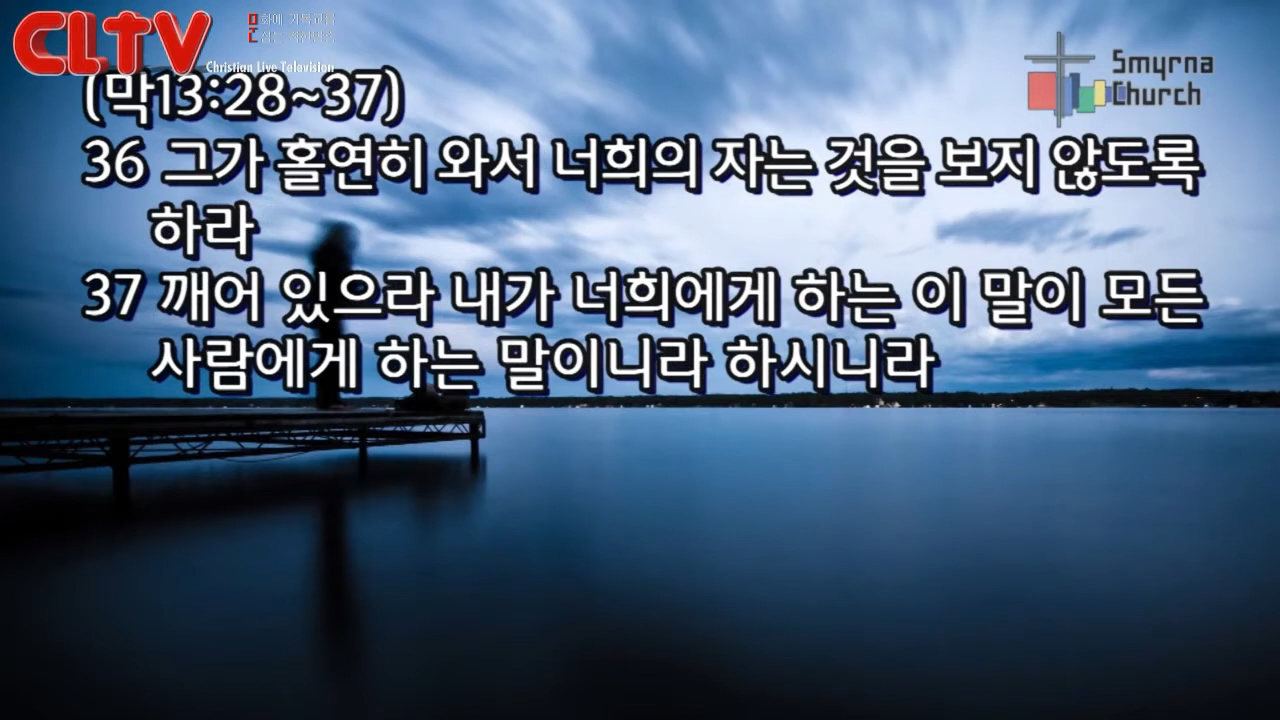 CLTV
Christian Live Television
Smyrna
Church
(막13:28~37)
36 그가 홀연히 와서 너희의 자는 것을 보지 않도록
하라
37 깨어 있으라 내가 너희에게 하는 이 말이 모든
사람에게 하는 말이니라 하시니라